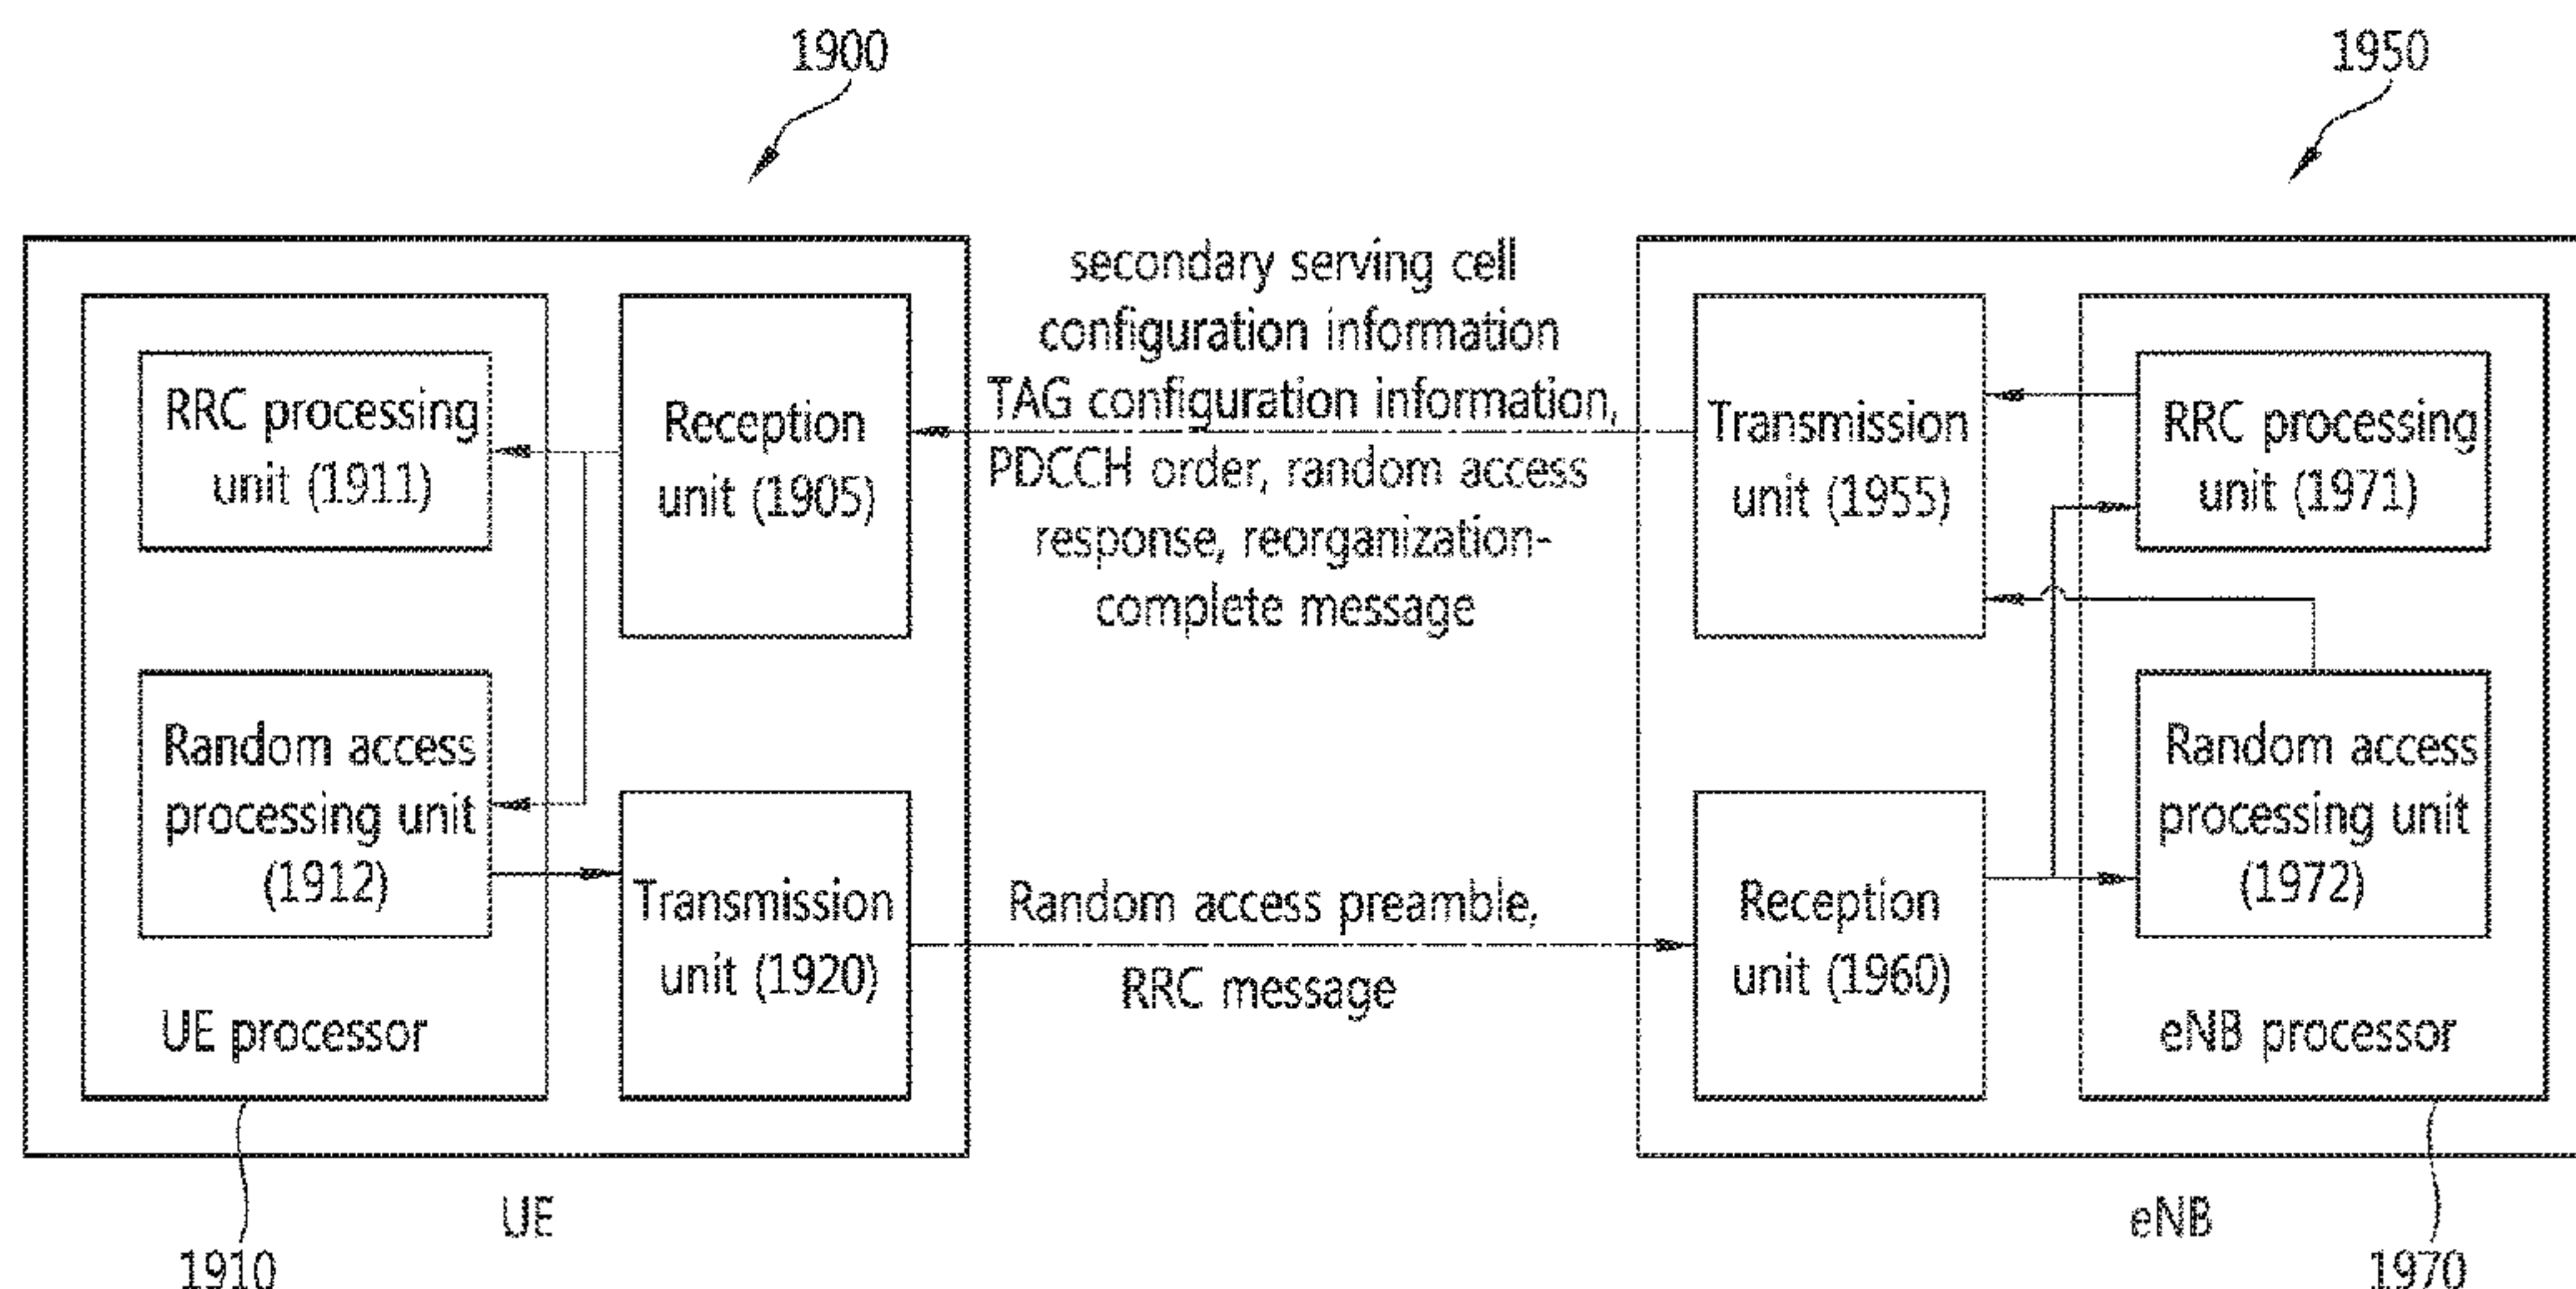 1900
1950
RRC processing
unit (1911)
Random access
processing unit
(1912)
UE processor
Reception
unit (1905)
Transmission
unit (1920)
secondary serving cell
configuration information
TAG configuration information,
PDCCH order, random access
response, reorganization-
complete message
Random access preamble,
RRC message
Transmission
unit (1955)
Reception
unit (1960)
RRC processing
unit (1971)
Random access
processing unit
(1972)
eNB processor
UE
eNB
1910
1970